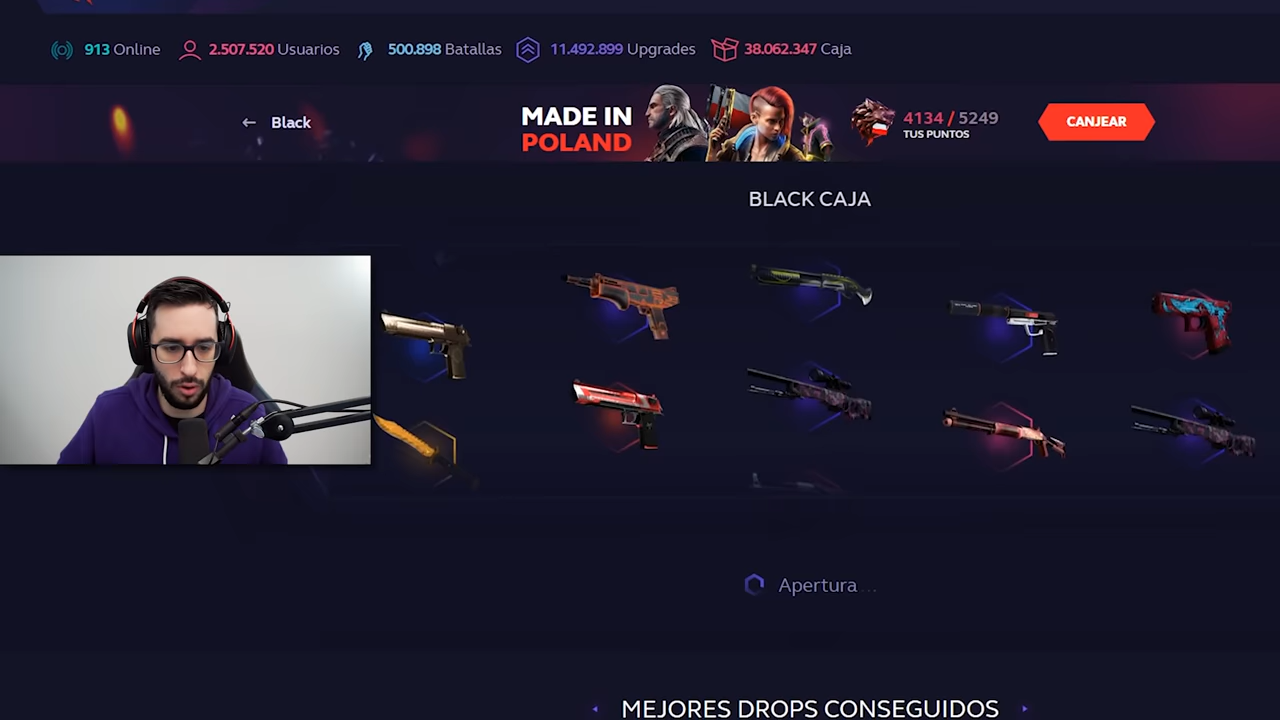 913 Online 2.507.520 Usuarios 500.898 Batallas 11.492.899 Upgrades 38.062.347 Caja
← Black
MADE IN
POLAND
4134 / 5249
TUS PUNTOS
CANJEAR
BLACK CAJA
Apertura ...
MEJORES DROPS CONSEGUIDOS